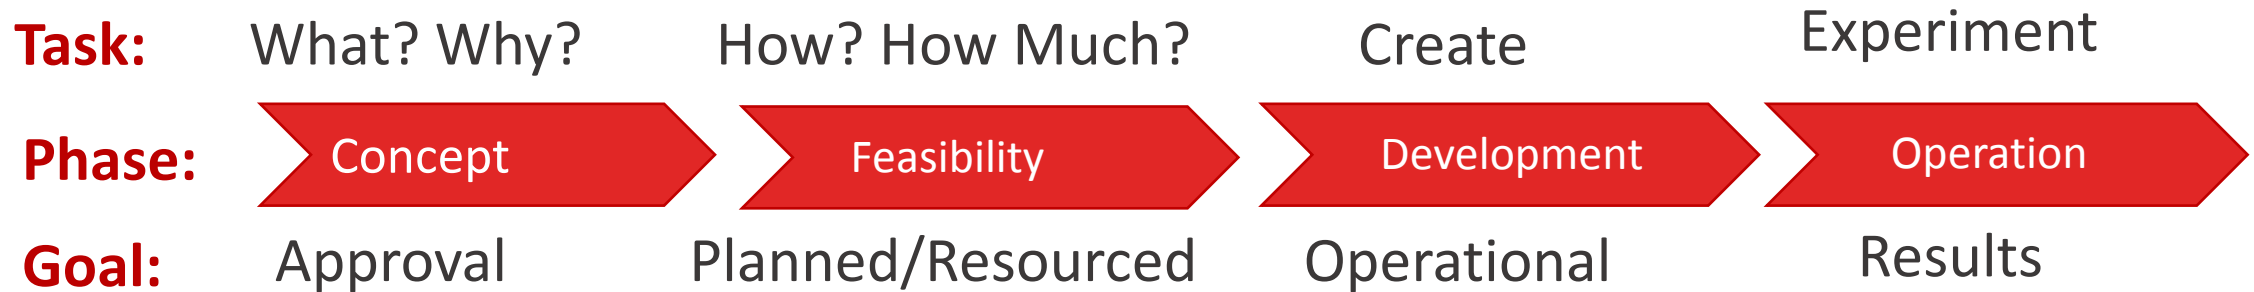 Task: What? Why? How? How Much? Create Experiment
Phase: Concept Feasibility Development Operation
Goal: Approval Planned/Resourced Operational Results